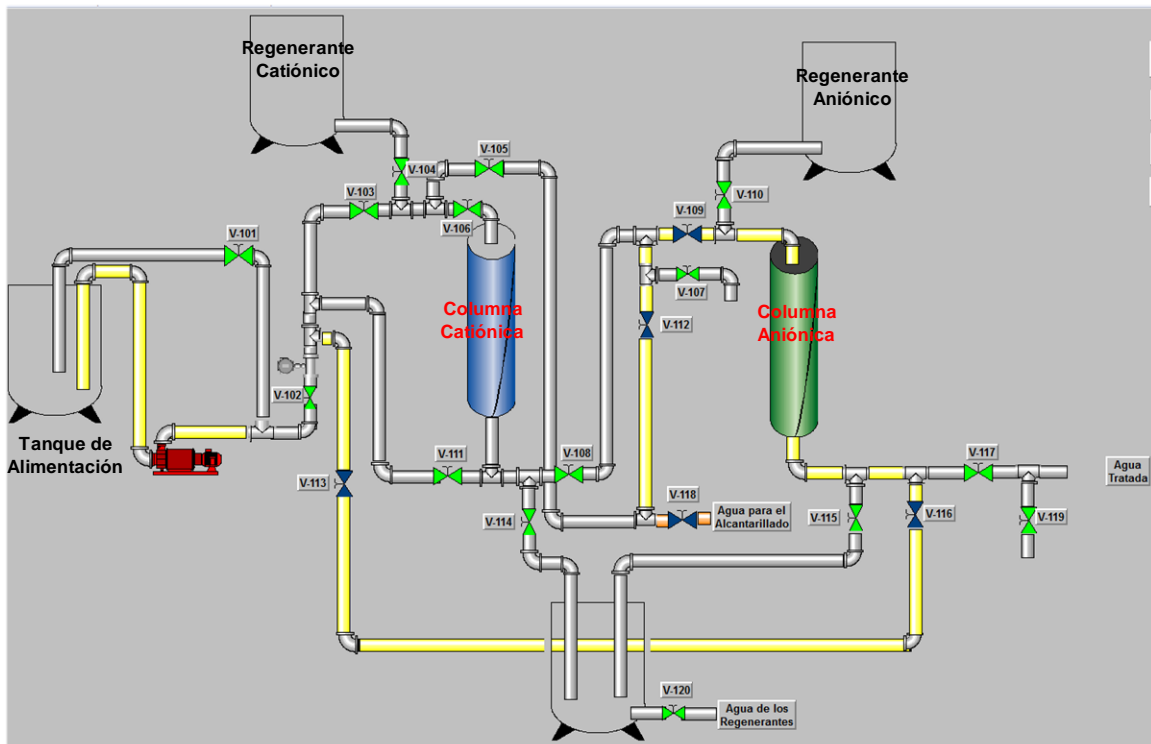 Regenerante
Catiónico
Regenerante
Aniónico
V-105
V-104
V-103
V-110
V-109
V-106
V-101
V-107
Columna
Catiónica
Columna
Aniónica
V-112
V-102
Tanque de
Alimentación
V-111
V-108
V-117
Agua
Tratada
V-113
V-118
Agua para el
Alcantarillado
V-114
V-115
V-116
V-119
V-120
Agua de los
Regenerantes